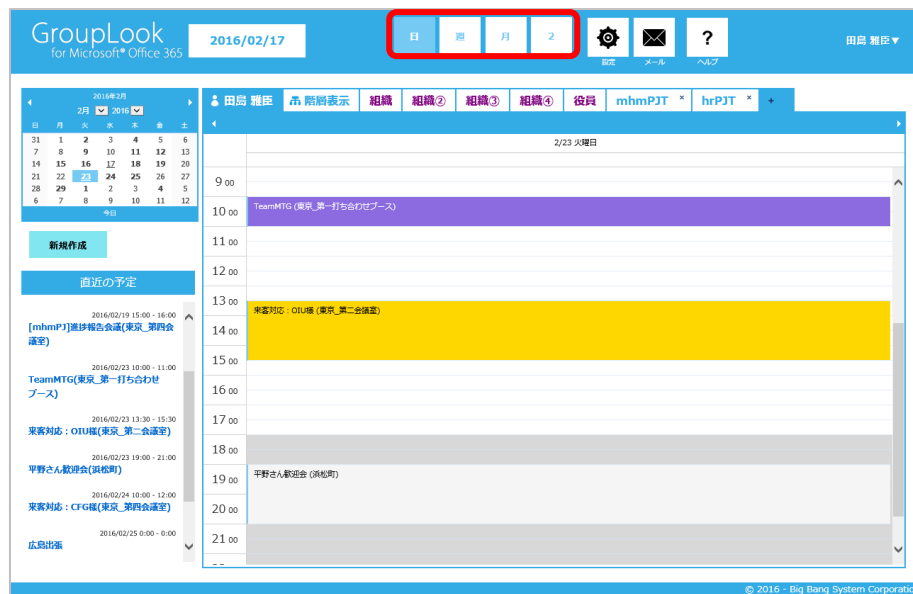 GroupLook
for Microsoft® Office 365
2016/02/17
日 週 月 2
設定 メール ヘルプ
?
田島 雅臣▼
2016年2月
2月 2016
日 月 火 水 木 金 土
31 1 2 3 4 5 6
7 8 9 10 11 12 13
14 15 16 17 18 19 20
21 22 23 24 25 26 27
28 29 1 2 3 4 5
6 7 8 9 10 11 12
今日
新規作成
直近の予定
2016/02/19 15:00 - 16:00
[mhmPJ]進捗報告会議(東京_第四会
議室)
2016/02/23 10:00 - 11:00
TeamMTG(東京_第一打ち合わせ
ブース)
2016/02/23 13:30 - 15:30
来客対応：OIU様(東京_第二会議室)
2016/02/23 19:00 - 21:00
平野さん歓迎会(浜松町)
2016/02/24 10:00 - 12:00
来客対応：CFG様(東京_第四会議室)
2016/02/25 0:00 - 0:00
広島出張
田島 雅臣 階層表示 組織 組織② 組織③ 組織④ 役員 mhmPJT × hrPJT × +
2/23 火曜日
9 00
10 00 TeamMTG (東京_第一打ち合わせブース)
11 00
12 00
13 00 来客対応：OIU様 (東京_第二会議室)
14 00
15 00
16 00
17 00
18 00
19 00 平野さん歓迎会 (浜松町)
20 00
21 00
© 2016 - Big Bang System Corporatio